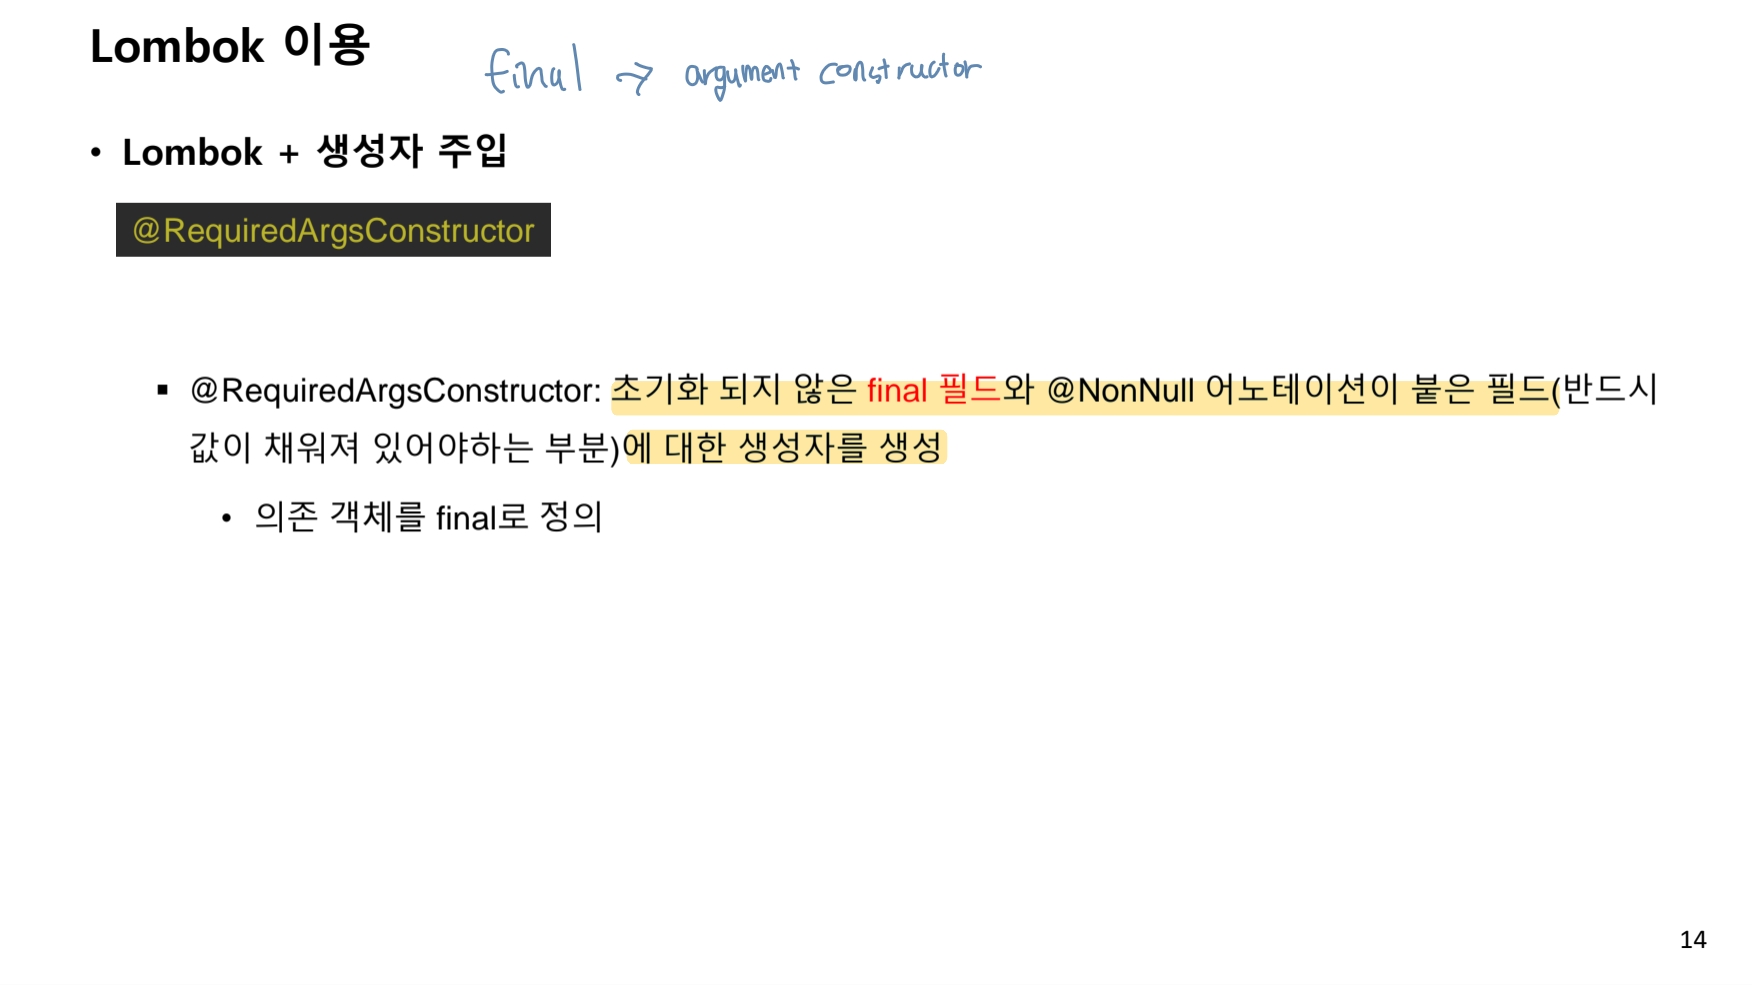 Lombok 이용
final → argument constructor
• Lombok + 생성자 주입
@RequiredArgsConstructor
▪ @RequiredArgsConstructor: 초기화 되지 않은 final 필드와 @NonNull 어노테이션이 붙은 필드(반드시
값이 채워져 있어야하는 부분)에 대한 생성자를 생성
• 의존 객체를 final로 정의
14